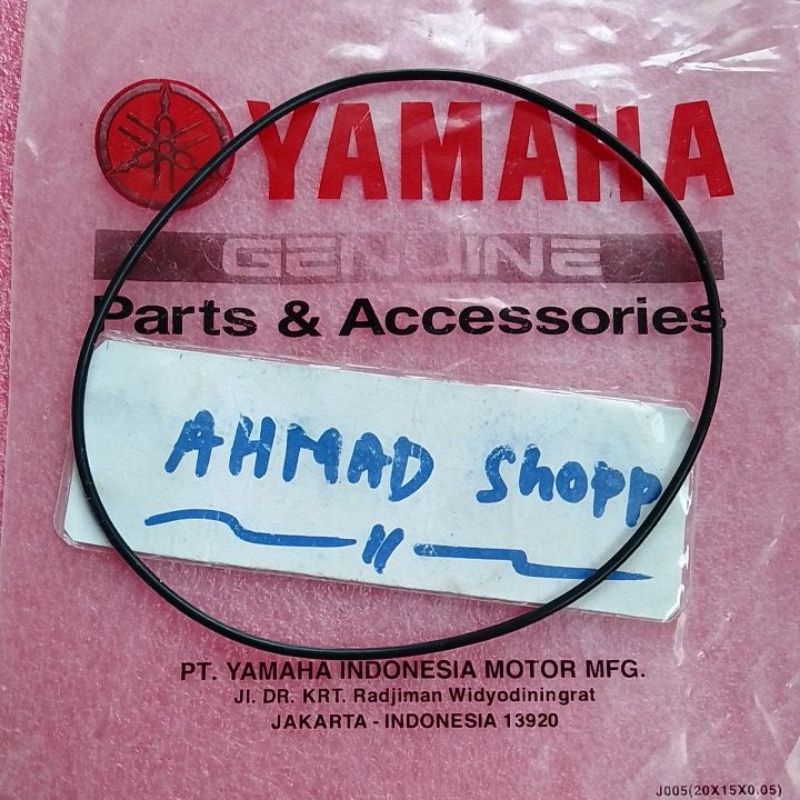 YAMAHA
GENUINE
Parts & Accessories
AHMAD Shopp
PT. YAMAHA INDONESIA MOTOR MFG.
Jl. DR. KRT. Radjiman Widyodiningrat
JAKARTA - INDONESIA 13920
J005(20X15X0.05)